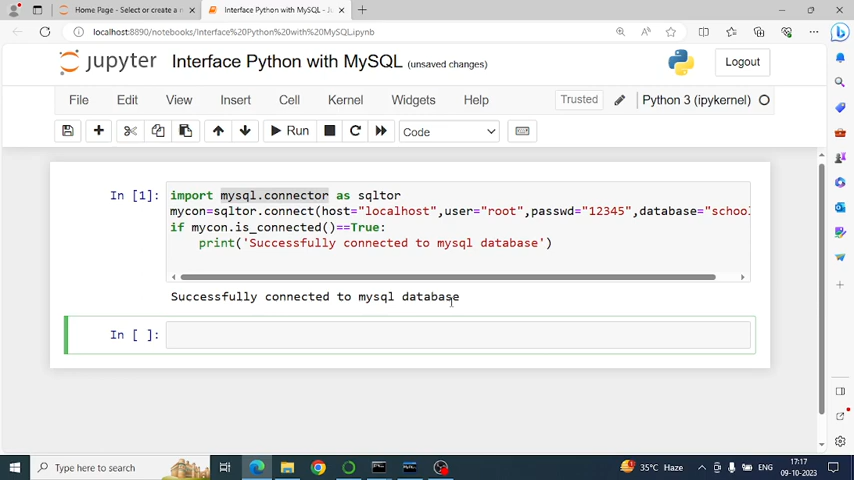 Home Page - Select or create a n
Interface Python with MySQL - Ju
localhost:8890/notebooks/Interface%20Python%20with%20MySQL.ipynb
jupyter Interface Python with MySQL (unsaved changes) Logout
File Edit View Insert Cell Kernel Widgets Help Trusted Python 3 (ipykernel)
Run Code
In [1]: import mysql.connector as sqltor
mycon=sqltor.connect(host="localhost",user="root",passwd="12345",database="school
if mycon.is_connected()==True:
print('Successfully connected to mysql database')
Successfully connected to mysql database
In [ ]:
Type here to search
35°C Haze
ENG
17:17
09-10-2023